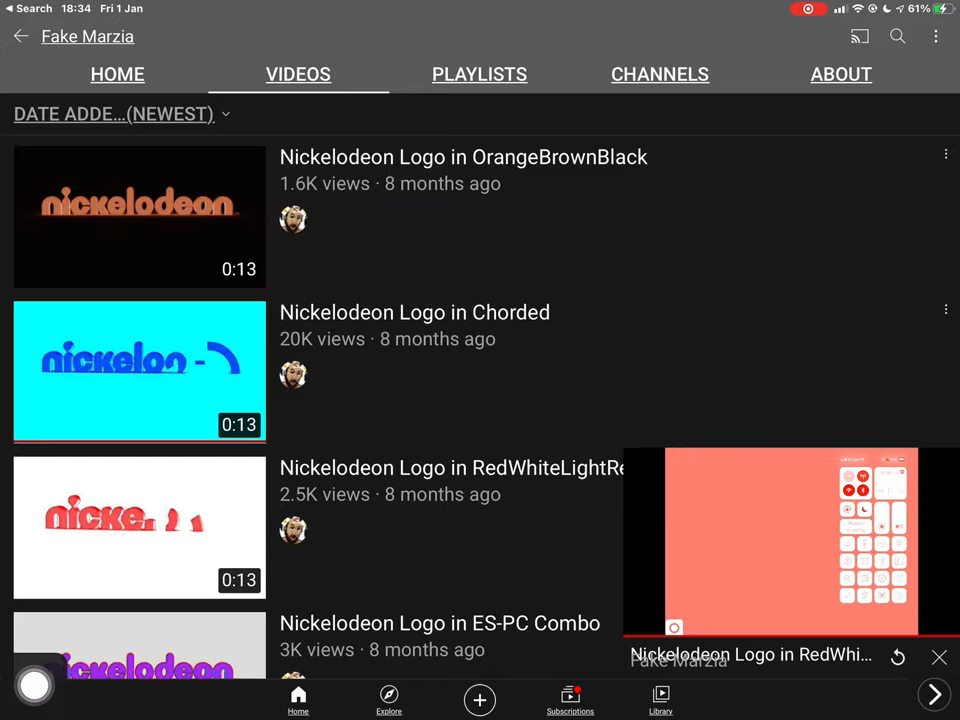 Search 18:34 Fri 1 Jan 61%
Fake Marzia
HOME VIDEOS PLAYLISTS CHANNELS ABOUT
DATE ADDE...(NEWEST)
nickelodeon
0:13
Nickelodeon Logo in OrangeBrownBlack
1.6K views · 8 months ago
0:13
Nickelodeon Logo in Chorded
20K views · 8 months ago
0:13
Nickelodeon Logo in RedWhiteLightRe
2.5K views · 8 months ago
nickelodeon
Nickelodeon Logo in ES-PC Combo
3K views · 8 months ago
Nickelodeon Logo in RedWhi...
Fake Marzia
Home Explore Subscriptions Library